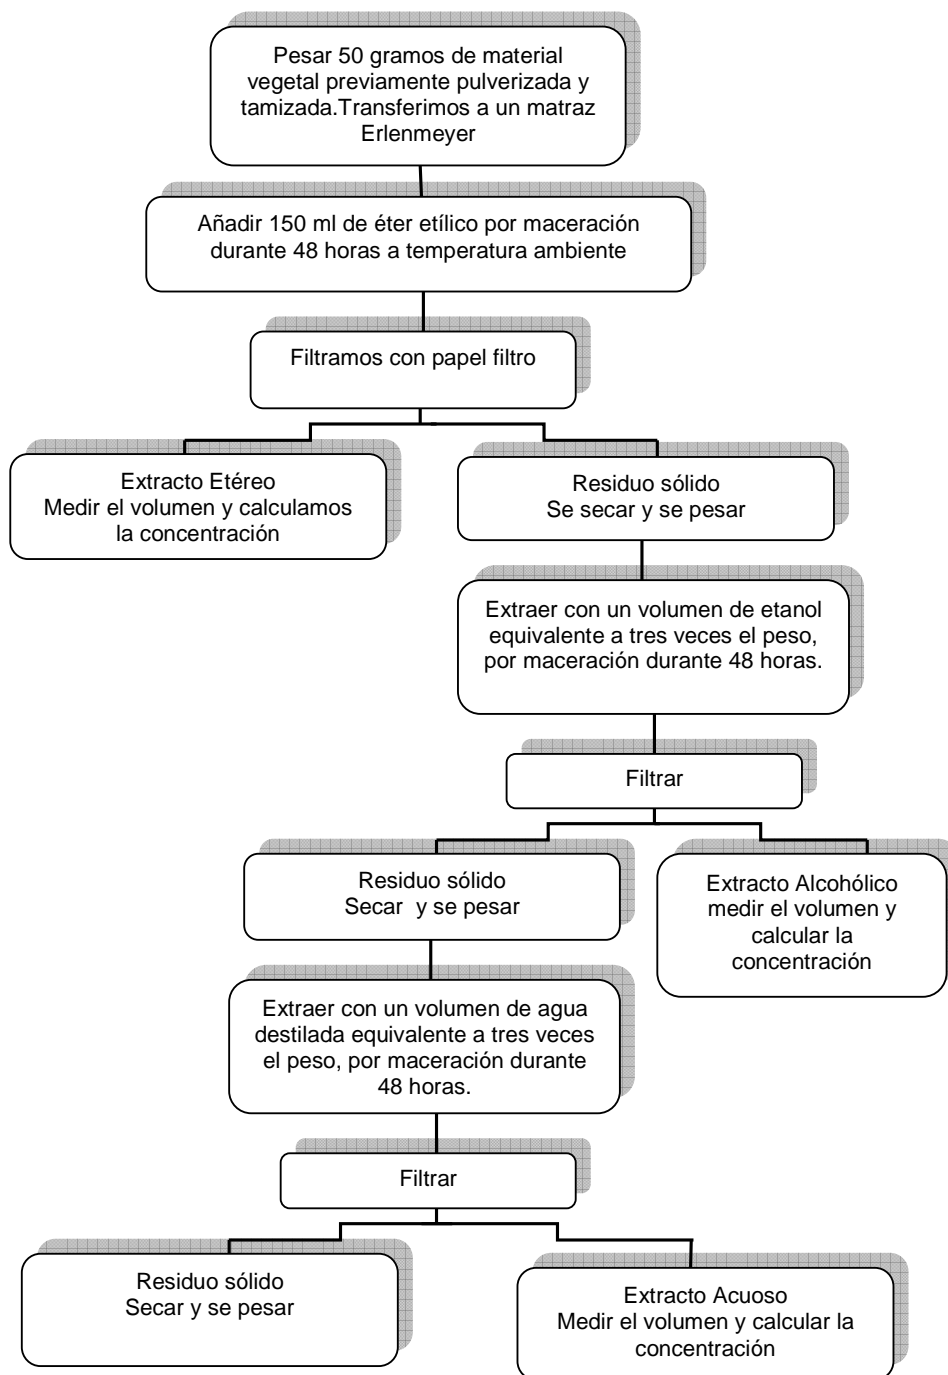 Pesar 50 gramos de material
vegetal previamente pulverizada y
tamizada.Transferimos a un matraz
Erlenmeyer
Añadir 150 ml de éter etílico por maceración
durante 48 horas a temperatura ambiente
Filtramos con papel filtro
Extracto Etéreo
Medir el volumen y calculamos
la concentración
Residuo sólido
Se secar y se pesar
Extraer con un volumen de etanol
equivalente a tres veces el peso,
por maceración durante 48 horas.
Filtrar
Residuo sólido
Secar y se pesar
Extracto Alcohólico
medir el volumen y
calcular la
concentración
Extraer con un volumen de agua
destilada equivalente a tres veces
el peso, por maceración durante
48 horas.
Filtrar
Residuo sólido
Secar y se pesar
Extracto Acuoso
Medir el volumen y calcular la
concentración